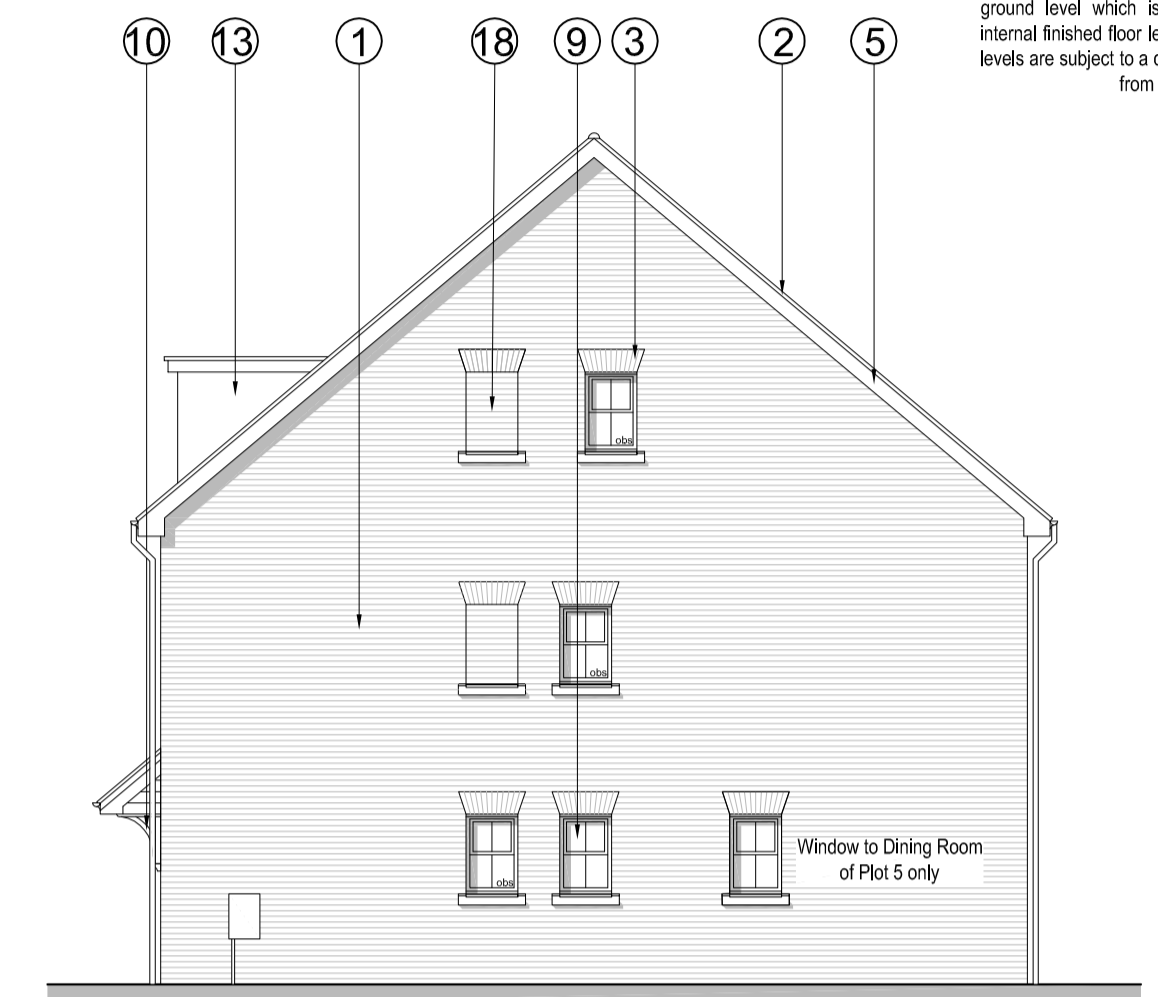 ground level which is
internal finished floor le
levels are subject to a
from
10 13 1 18 9 3 2 5
obs
obs
obs
Window to Dining Room
of Plot 5 only